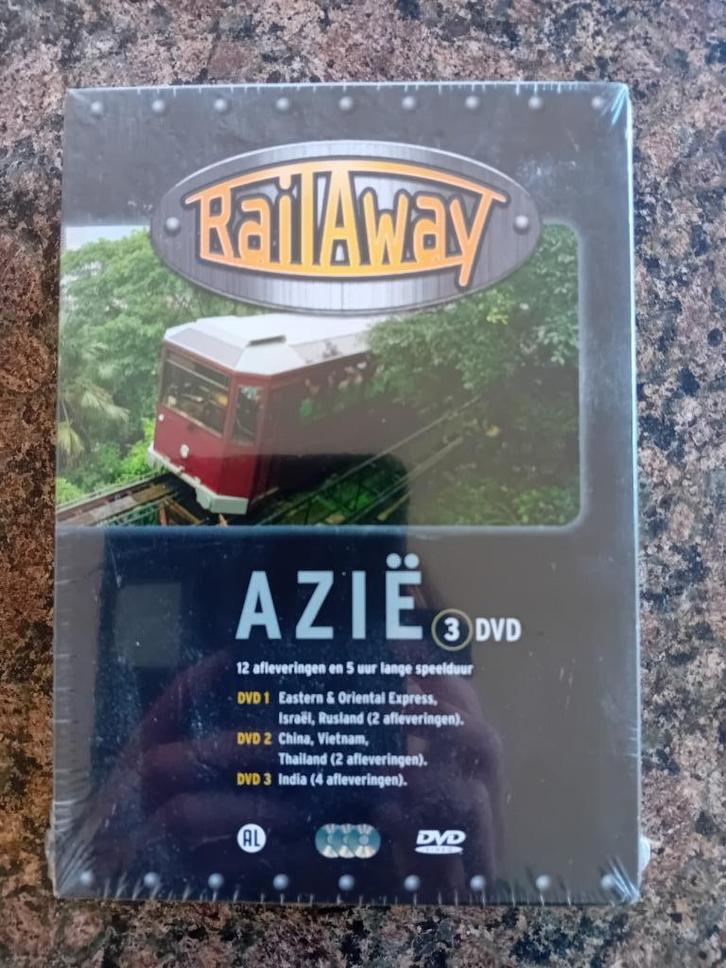 RailAway
AZIË
3 DVD
12 afleveringen en 5 uur lange speelduur
DVD 1 Eastern & Oriental Express,
Israël, Rusland (2 afleveringen).
DVD 2 China, Vietnam,
Thailand (2 afleveringen).
DVD 3 India (4 afleveringen).
AL
DVD
VIDEO